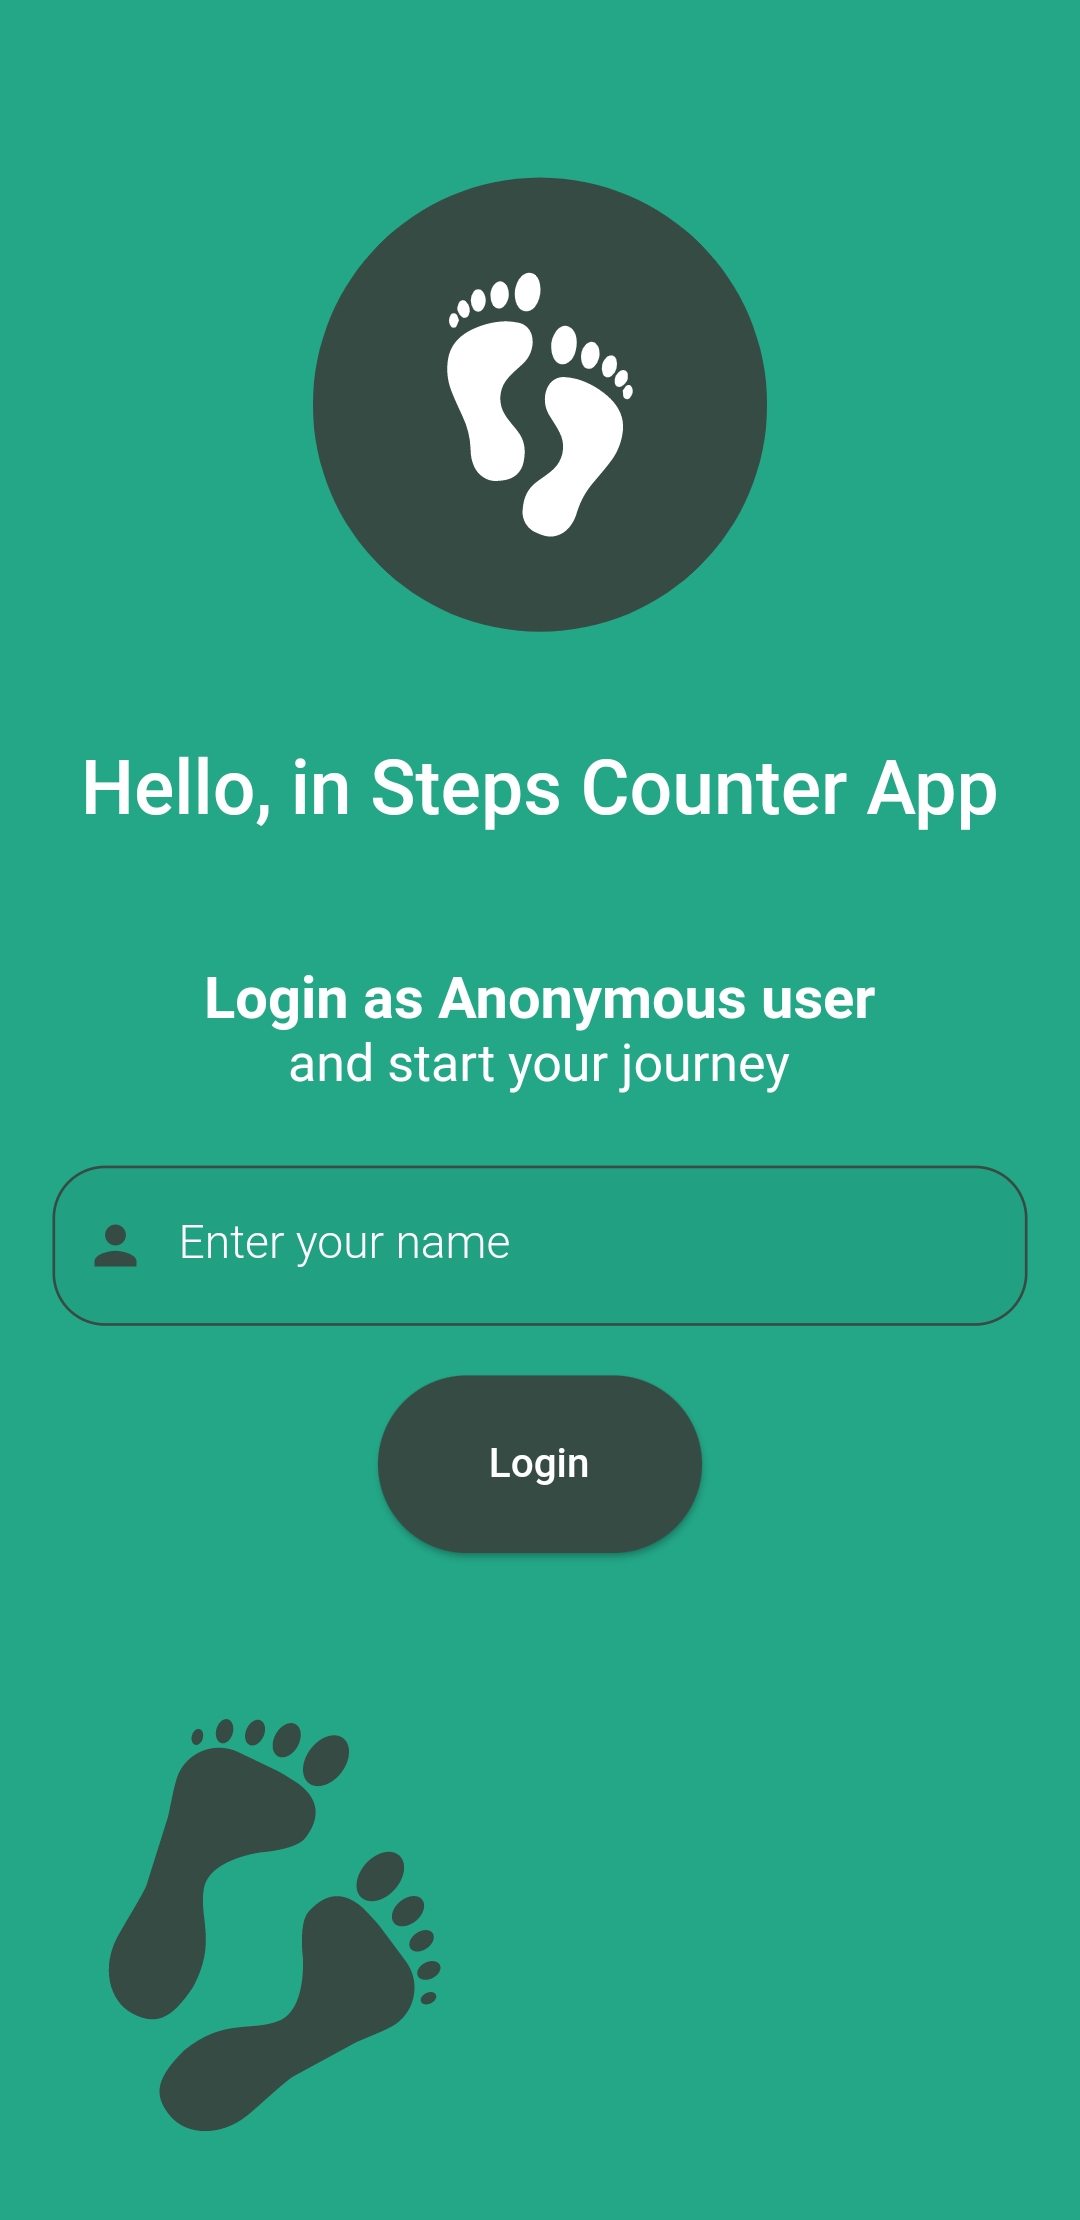 Hello, in Steps Counter App
Login as Anonymous user
and start your journey
Enter your name
Login